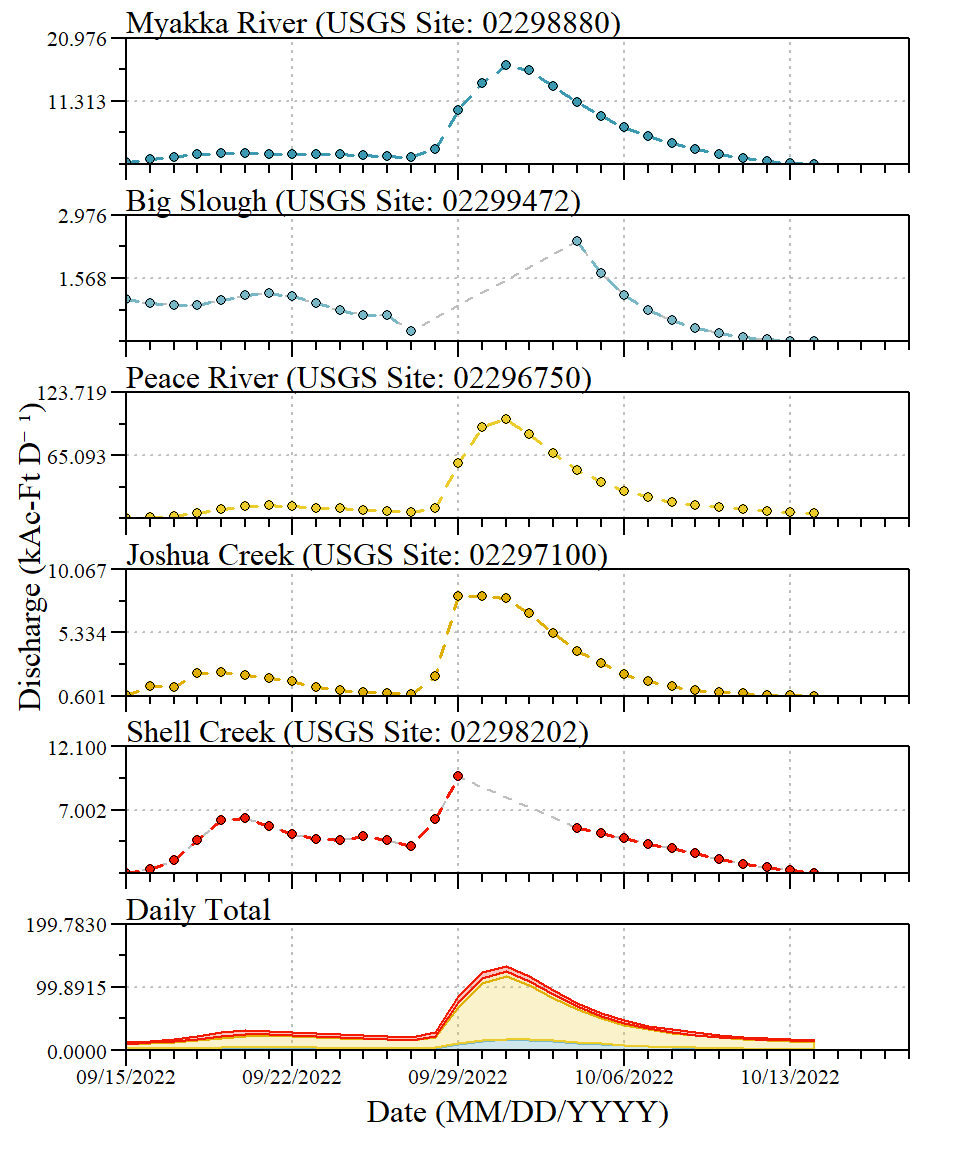 Myakka River (USGS Site: 02298880)
20.976
11.313
Big Slough (USGS Site: 02299472)
2.976
1.568
Peace River (USGS Site: 02296750)
123.719
65.093
Joshua Creek (USGS Site: 02297100)
10.067
5.334
0.601
Shell Creek (USGS Site: 02298202)
12.100
7.002
Daily Total
199.7830
99.8915
0.0000
Discharge (kAc-Ft D⁻¹)
09/15/2022 09/22/2022 09/29/2022 10/06/2022 10/13/2022
Date (MM/DD/YYYY)